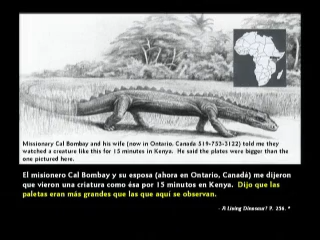 Missionary Cal Bombay and his wife (now in Ontario, Canada 519-753-3122) told me they
watched a creature like this for 15 minutes in Kenya. He said the plates were bigger than the
one pictured here.
El misionero Cal Bombay y su esposa (ahora en Ontario, Canadá) me dijeron
que vieron una criatura como ésa por 15 minutos en Kenya. Dijo que las
paletas eran más grandes que las que aquí se observan.
- A Living Dinosaur? P. 256. *